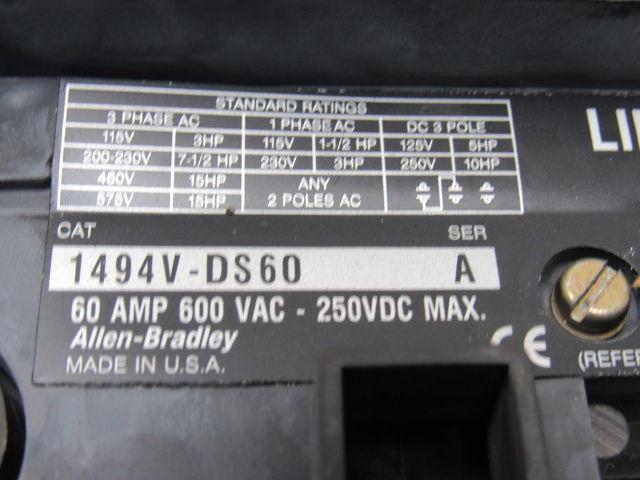 STANDARD RATINGS
3 PHASE AC 1 PHASE AC DC 3 POLE
115V 3HP 115V 1-1/2 HP 125V 5HP
200-230V 7-1/2 HP 230V 3HP 250V 10HP
460V 15HP ANY
575V 15HP 2 POLES AC
LI
CAT SER
1494V-DS60 A
60 AMP 600 VAC - 250VDC MAX.
Allen-Bradley
MADE IN U.S.A.
CE
(REFER